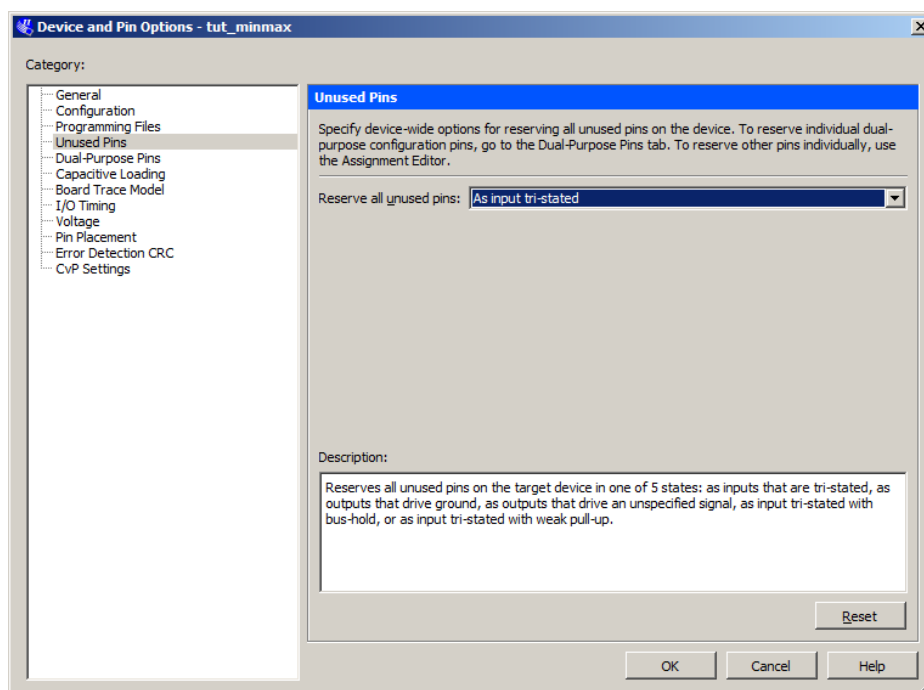 Device and Pin Options - tut_minmax
Category:
General
Configuration
Programming Files
Unused Pins
Dual-Purpose Pins
Capacitive Loading
Board Trace Model
I/O Timing
Voltage
Pin Placement
Error Detection CRC
CvP Settings
Unused Pins
Specify device-wide options for reserving all unused pins on the device. To reserve individual dual-
purpose configuration pins, go to the Dual-Purpose Pins tab. To reserve other pins individually, use
the Assignment Editor.
Reserve all unused pins: As input tri-stated
Description:
Reserves all unused pins on the target device in one of 5 states: as inputs that are tri-stated, as
outputs that drive ground, as outputs that drive an unspecified signal, as input tri-stated with
bus-hold, or as input tri-stated with weak pull-up.
Reset
OK Cancel Help